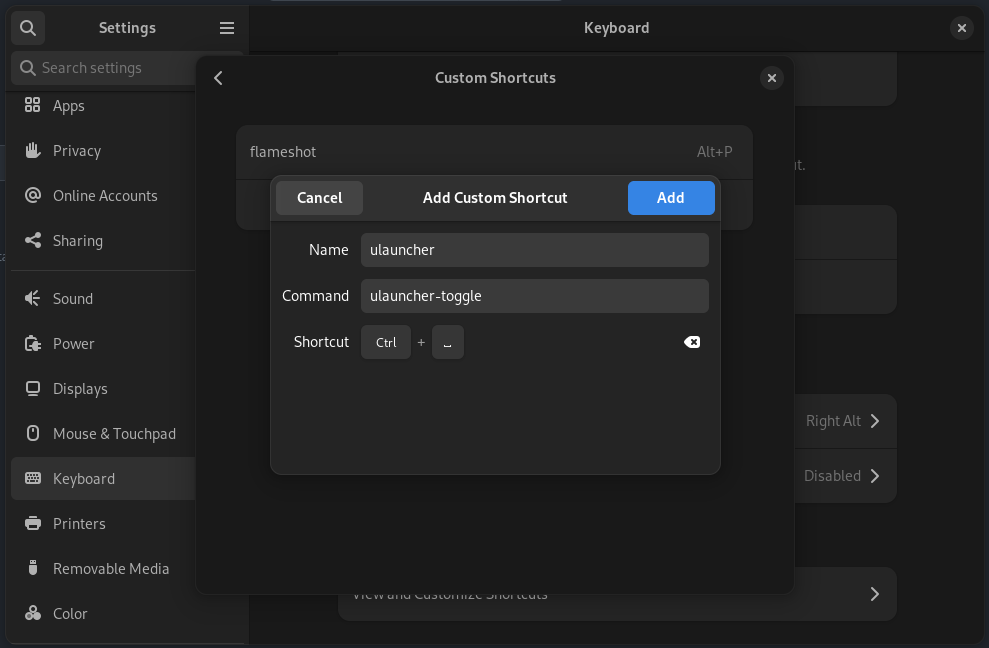 Settings
Keyboard
Search settings
Custom Shortcuts
Apps
Privacy
Online Accounts
Sharing
Sound
Power
Displays
Mouse & Touchpad
Keyboard
Printers
Removable Media
Color
flameshot
Alt+P
Cancel
Add Custom Shortcut
Add
Name
ulauncher
Command
ulauncher-toggle
Shortcut
Ctrl + ⎵
Right Alt
Disabled
View and Customize Shortcuts